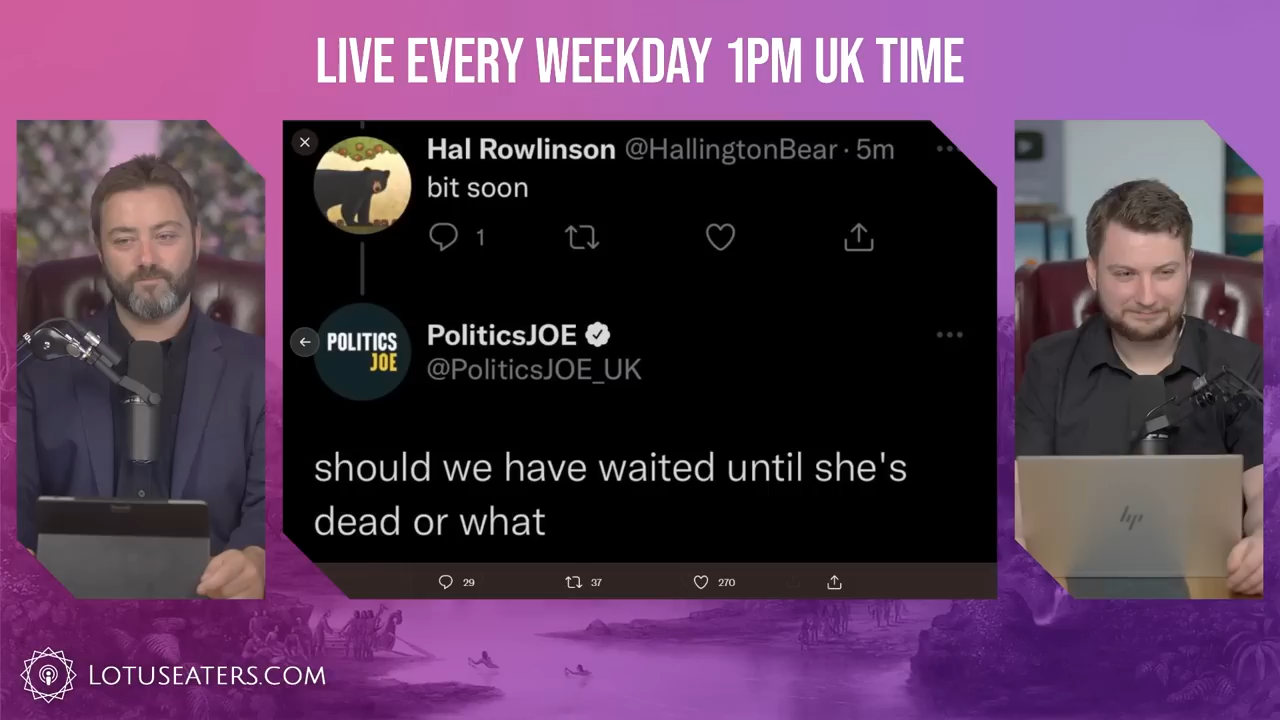 LIVE EVERY WEEKDAY 1PM UK TIME
Hal Rowlinson @HallingtonBear · 5m
bit soon
1
POLITICS
JOE
PoliticsJOE
@PoliticsJOE_UK
should we have waited until she's
dead or what
29 37 270
hp
LOTUSEATERS.COM